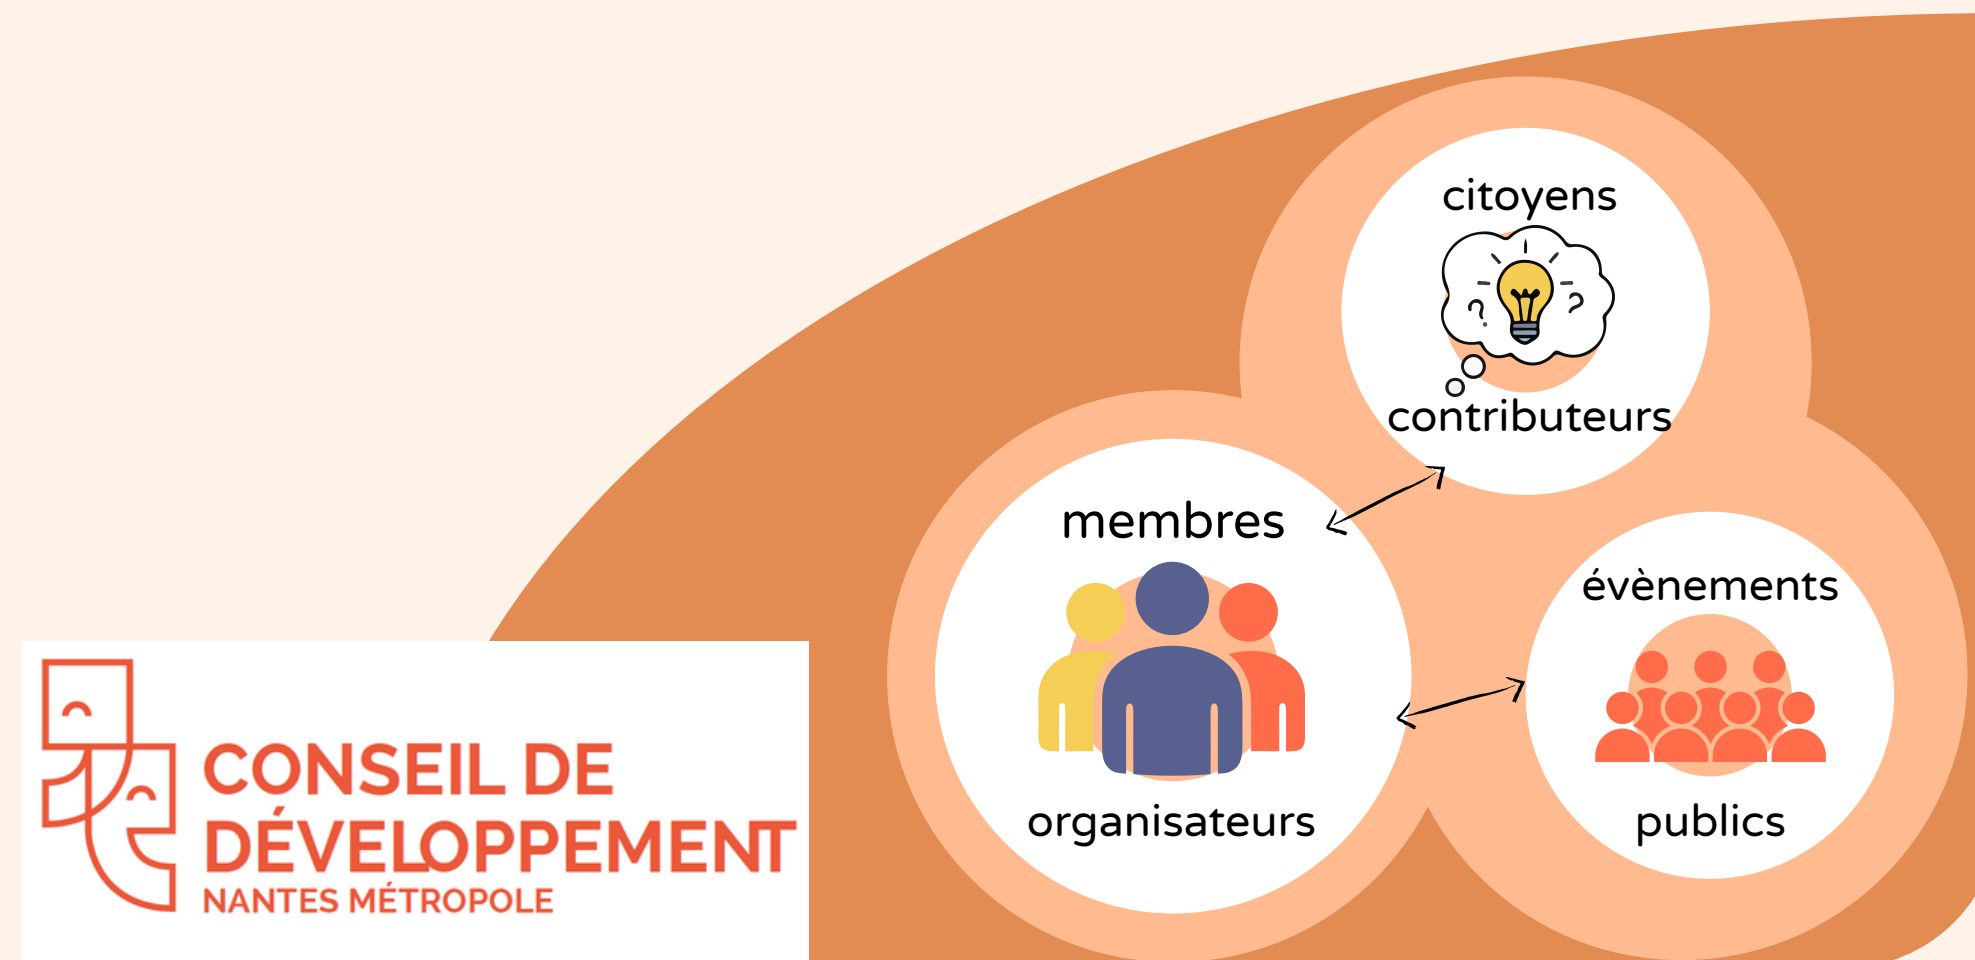 citoyens
contributeurs
membres
organisateurs
évènements
publics
CONSEIL DE
DÉVELOPPEMENT
NANTES MÉTROPOLE